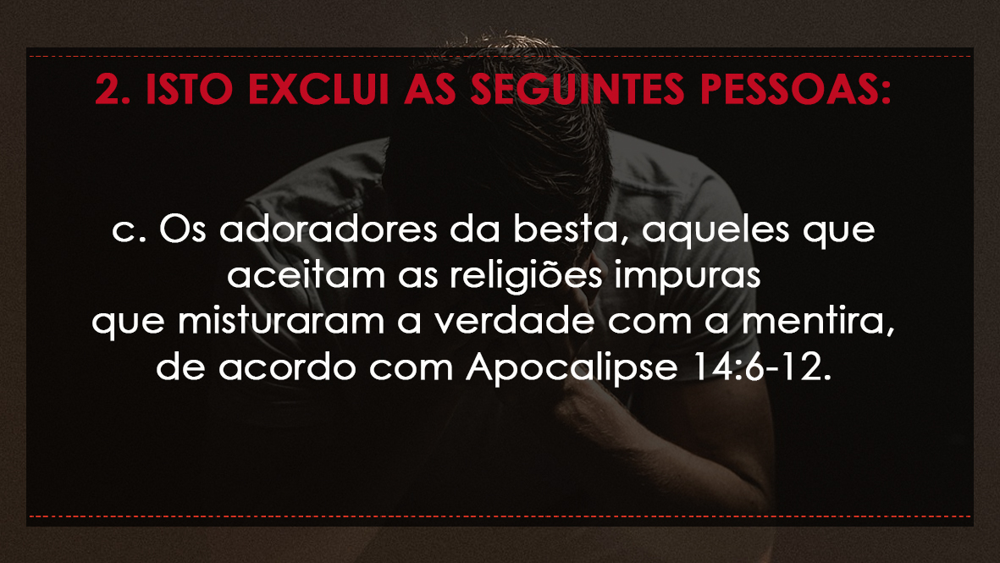 2. ISTO EXCLUI AS SEGUINTES PESSOAS:
c. Os adoradores da besta, aqueles que
aceitam as religiões impuras
que misturaram a verdade com a mentira,
de acordo com Apocalipse 14:6-12.